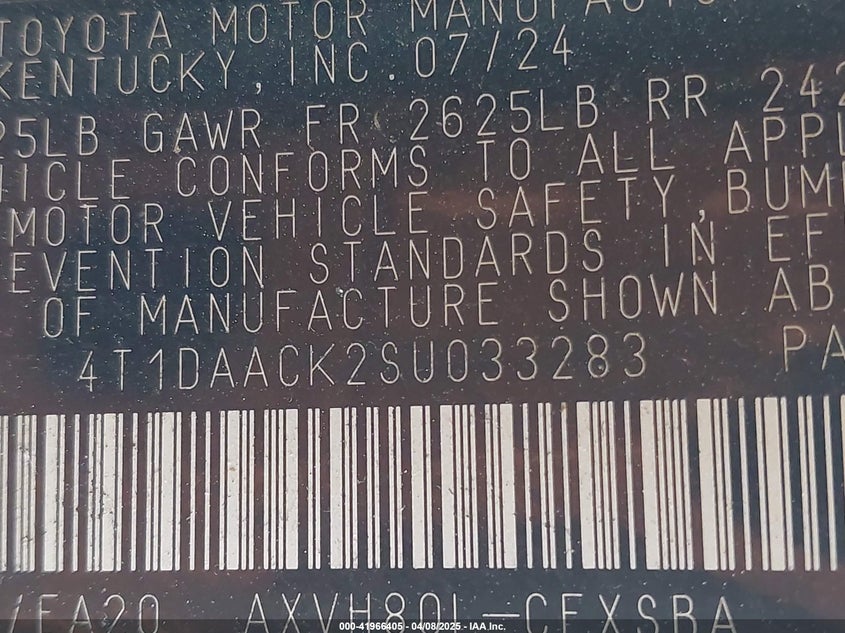 TOYOTA MOTOR
KENTUCKY, INC. 07/24
25LB GAWR FR 2625LB RR 242
ICLE CONFORMS TO ALL APPL
MOTOR VEHICLE SAFETY, BUM
EVENTION STANDARDS IN EF
OF MANUFACTURE SHOWN AB
4T1DAACK2SU033283 PA
/FA20 AXVH80L-CEXSBA
000-41966405 - 04/08/2025 - IAA, Inc.